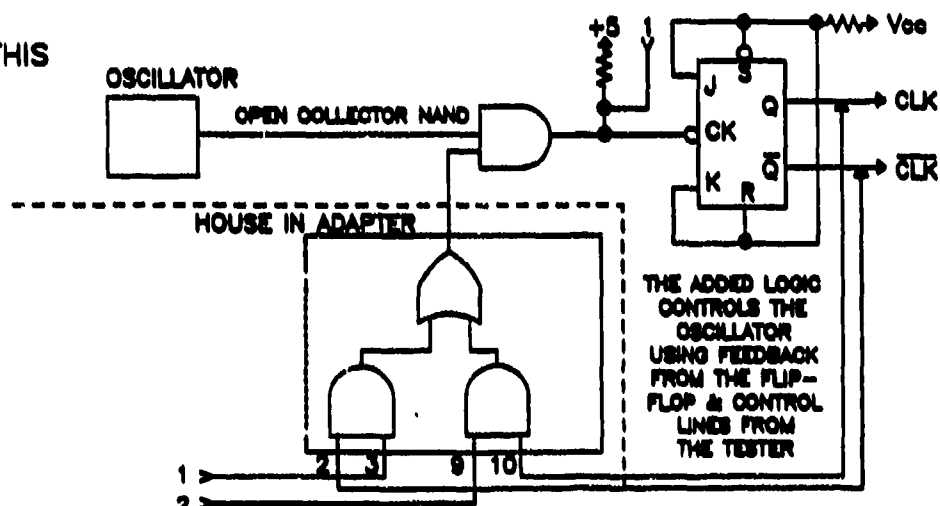 THIS
OSCILLATOR
OPEN COLLECTOR NAND
+5 1
J
S
Q
CK
K
R
Q̅
Vcc
CLK
C̅L̅K̅
HOUSE IN ADAPTER
THE ADDED LOGIC
CONTROLS THE
OSCILLATOR
USING FEEDBACK
FROM THE FLIP-
FLOP & CONTROL
LINES FROM
THE TESTER
2 3 9 10
1
2